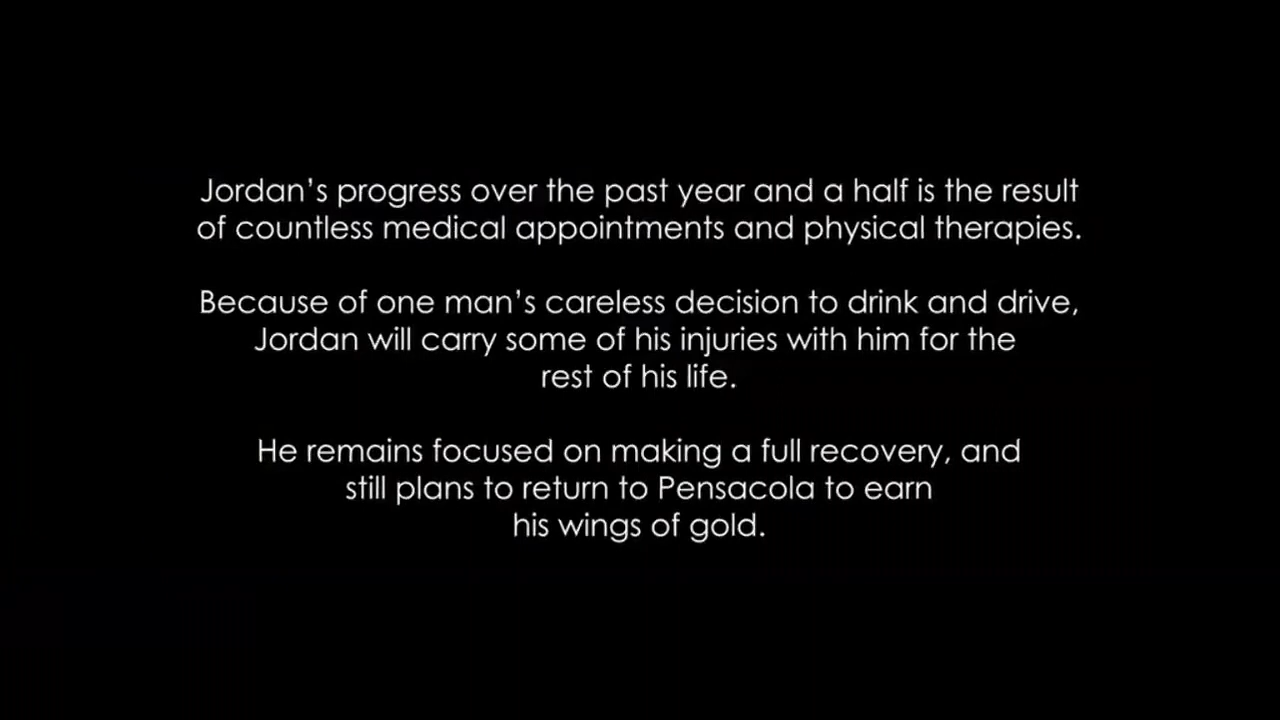 Jordan’s progress over the past year and a half is the result
of countless medical appointments and physical therapies.
Because of one man’s careless decision to drink and drive,
Jordan will carry some of his injuries with him for the
rest of his life.
He remains focused on making a full recovery, and
still plans to return to Pensacola to earn
his wings of gold.